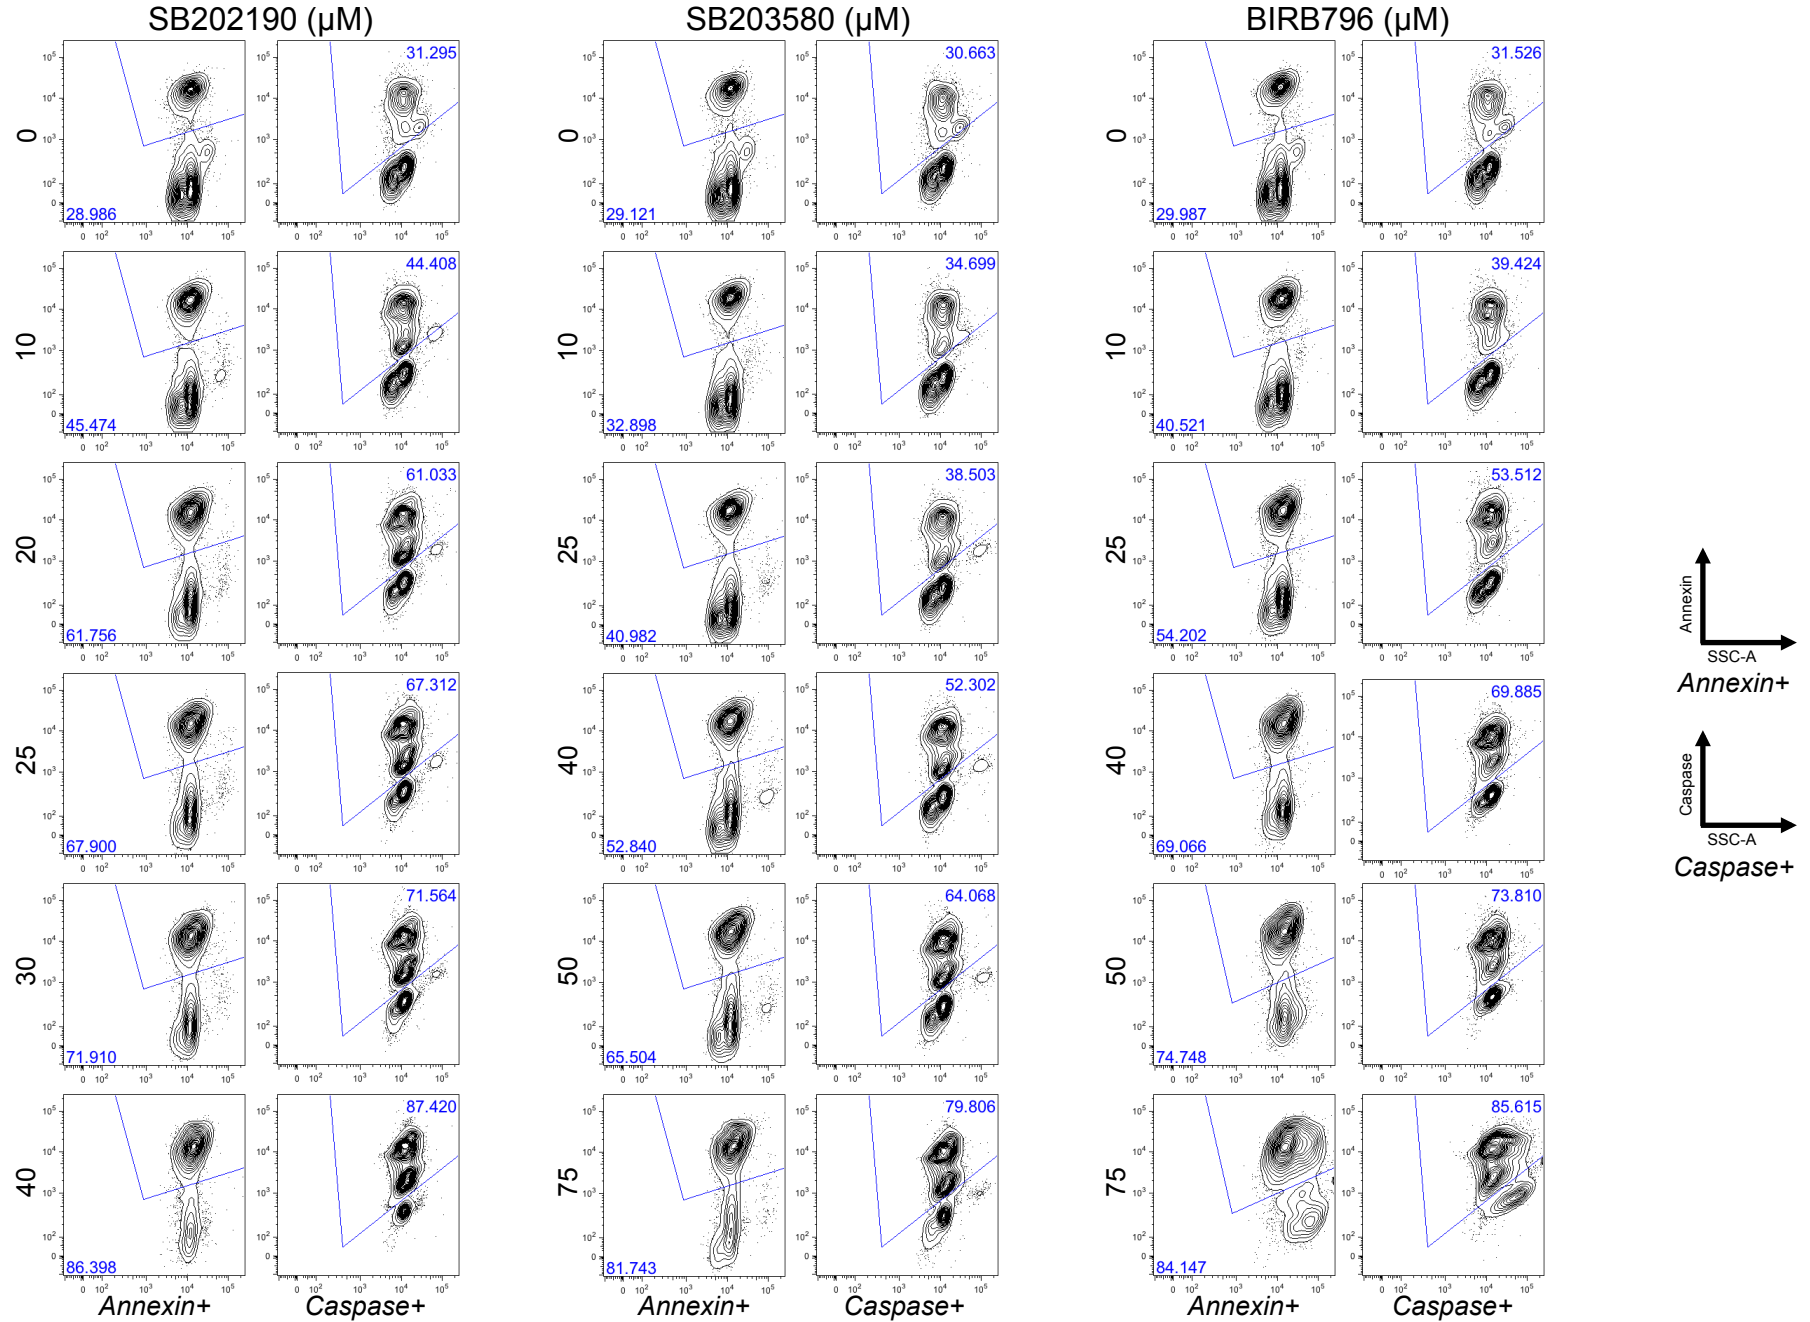 SB202190 (µM) SB203580 (µM) BIRB796 (µM)
0 28.986 31.295 0 29.121 30.663 0 29.987 31.526
10 45.474 44.408 10 32.898 34.699 10 40.521 39.424
20 61.756 61.033 25 40.982 38.503 25 54.202 53.512
25 67.900 67.312 40 52.840 52.302 40 69.066 69.885
30 71.910 71.564 50 65.504 64.068 50 74.748 73.810
40 86.398 87.420 75 81.743 79.806 75 84.147 85.615
Annexin+ Caspase+ Annexin+ Caspase+ Annexin+ Caspase+
Annexin
SSC-A
Annexin+
Caspase
SSC-A
Caspase+